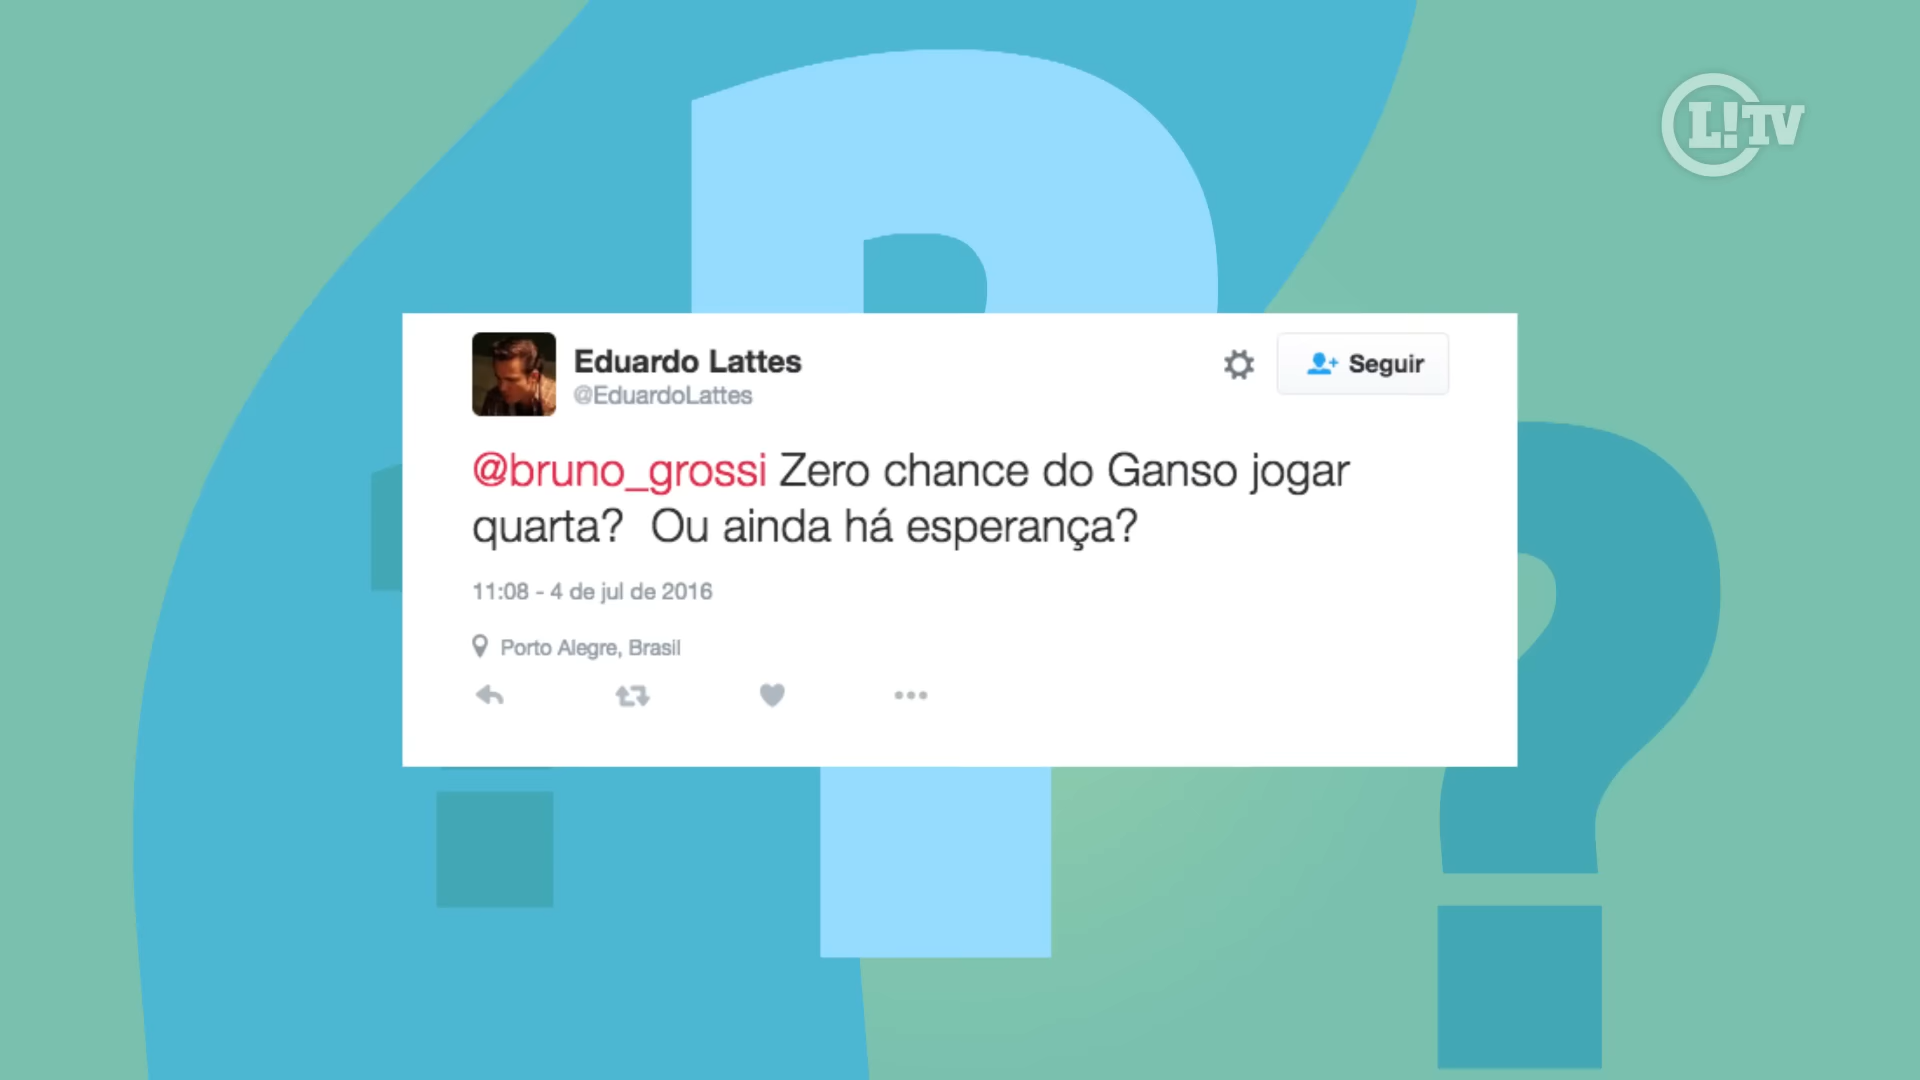 L!TV
Eduardo Lattes
@EduardoLattes
Seguir
@bruno_grossi Zero chance do Ganso jogar
quarta?  Ou ainda há esperança?
11:08 - 4 de jul de 2016
Porto Alegre, Brasil